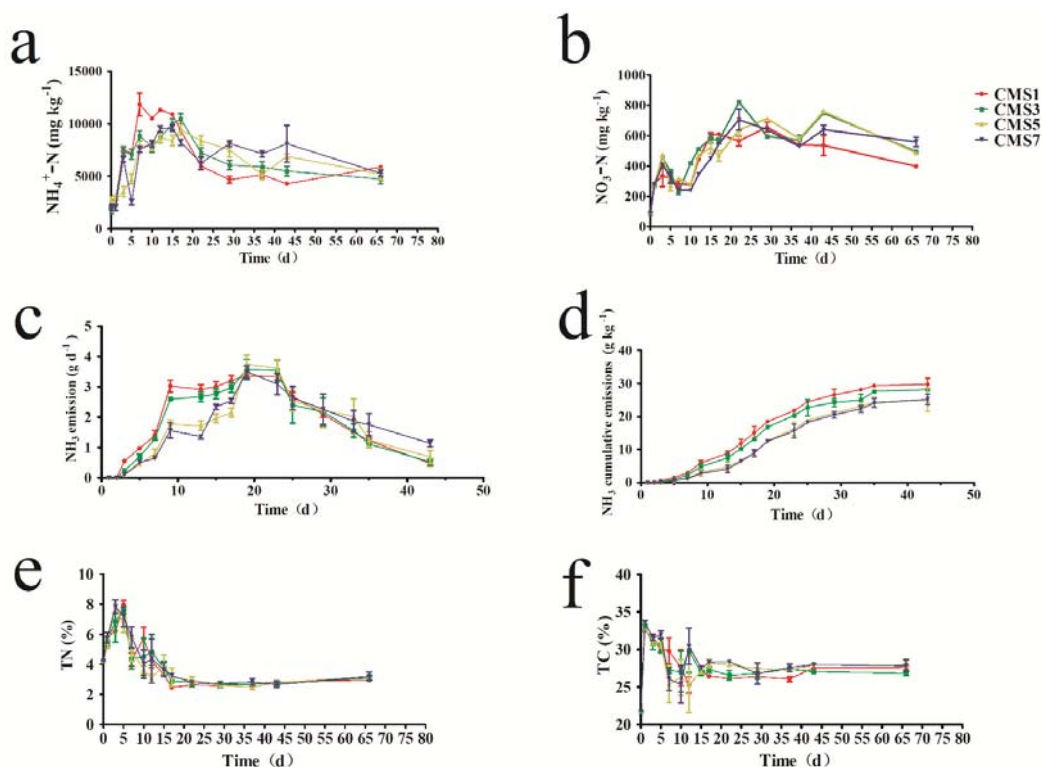 a
NH₄⁺-N (mg kg⁻¹)
15000
10000
5000
0
0 5 10 15 20 25 30 35 40 45 50 55 60 65 70 75 80
Time (d)
b
NO₃-N (mg kg⁻¹)
1000
800
600
400
200
0
0 5 10 15 20 25 30 35 40 45 50 55 60 65 70 75 80
Time (d)
CMS1
CMS3
CMS5
CMS7
c
NH₃ emission (g d⁻¹)
5
4
3
2
1
0
0 10 20 30 40 50
Time (d)
d
NH₃ cumulative emissions (g kg⁻¹)
50
40
30
20
10
0
0 10 20 30 40 50
Time (d)
e
TN (%)
10
8
6
4
2
0
0 5 10 15 20 25 30 35 40 45 50 55 60 65 70 75 80
Time (d)
f
TC (%)
40
35
30
25
20
0 5 10 15 20 25 30 35 40 45 50 55 60 65 70 75 80
Time (d)